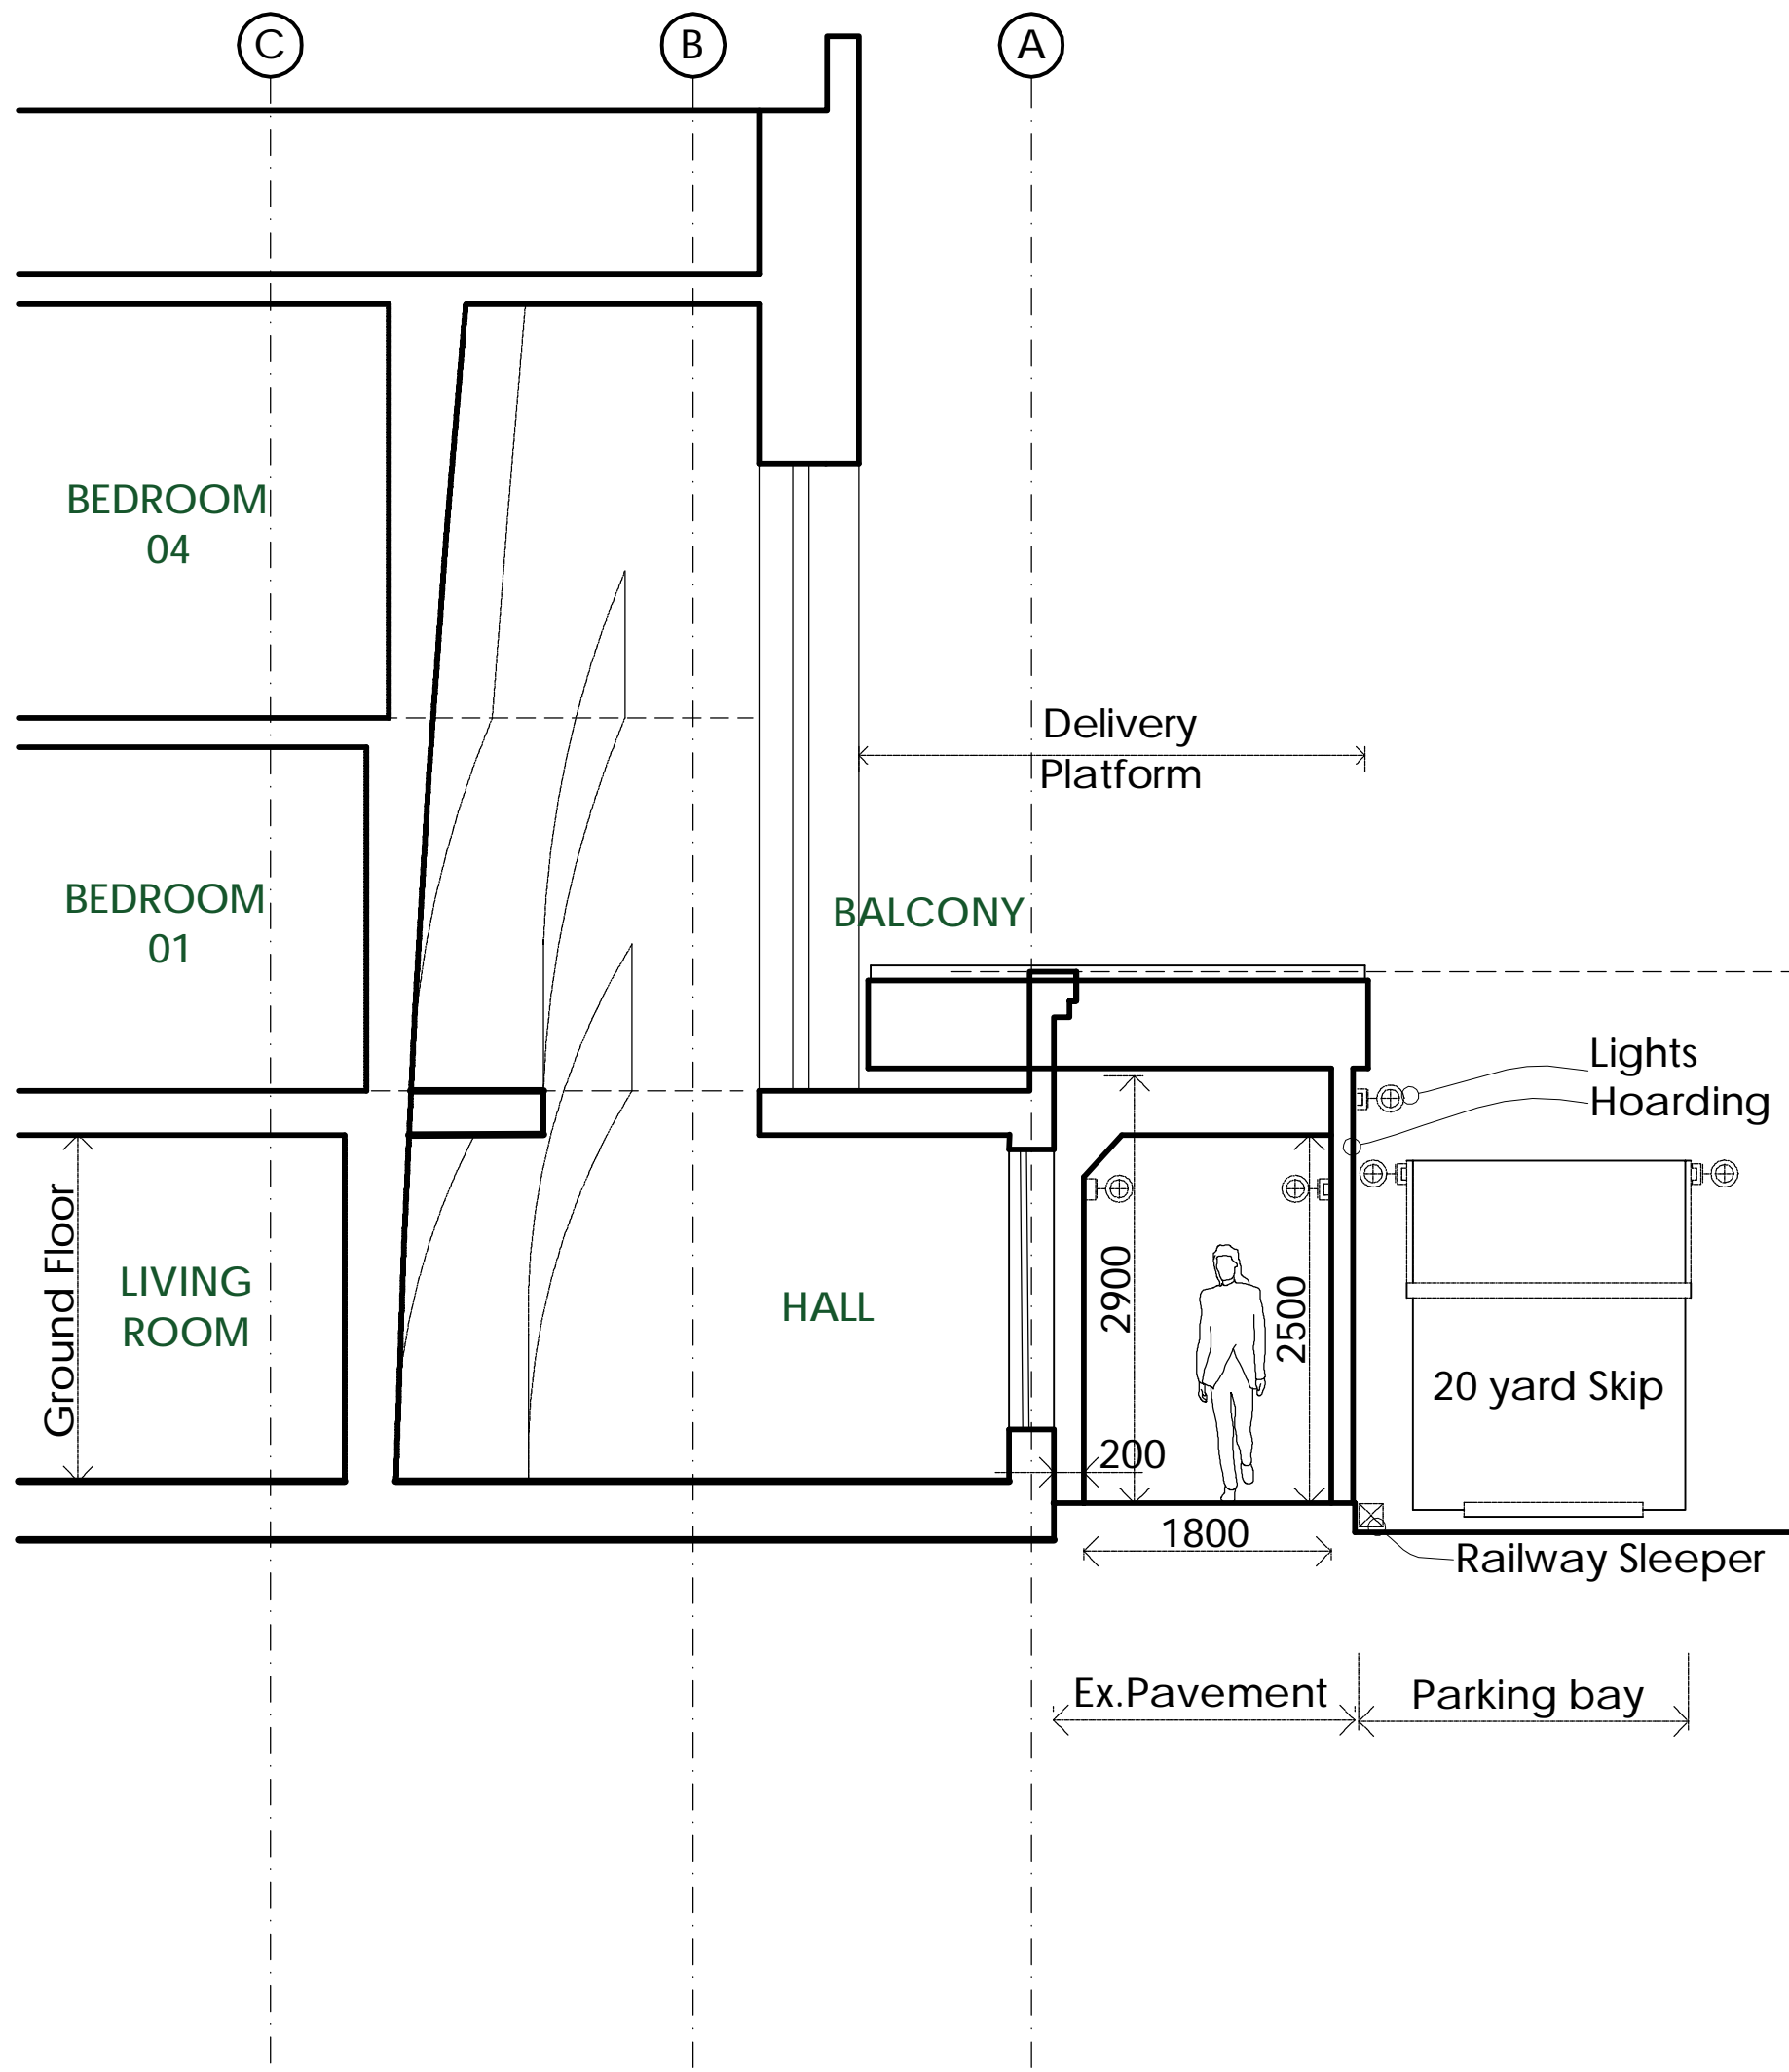 C
B
A
BEDROOM
04
Delivery
Platform
BEDROOM
01
BALCONY
Lights
Hoarding
Ground Floor
LIVING
ROOM
HALL
2900
2500
20 yard Skip
200
1800
Railway Sleeper
Ex.Pavement
Parking bay